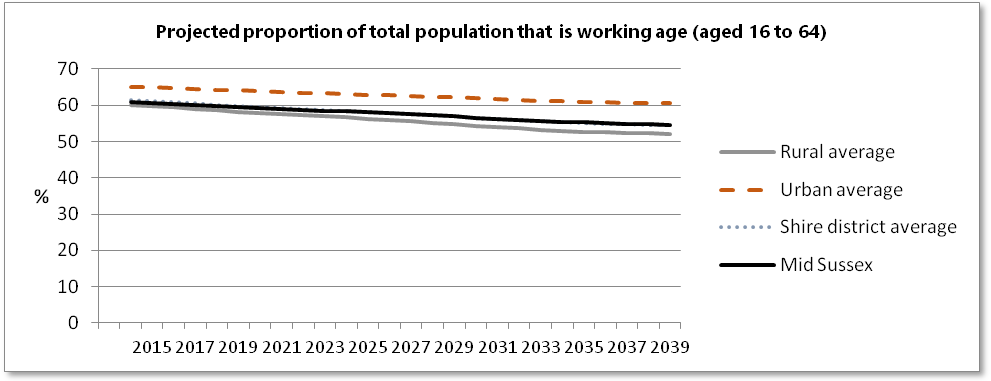 Projected proportion of total population that is working age (aged 16 to 64)
70
60
50
40
%
30
20
10
0
2015 2017 2019 2021 2023 2025 2027 2029 2031 2033 2035 2037 2039
Rural average
Urban average
Shire district average
Mid Sussex